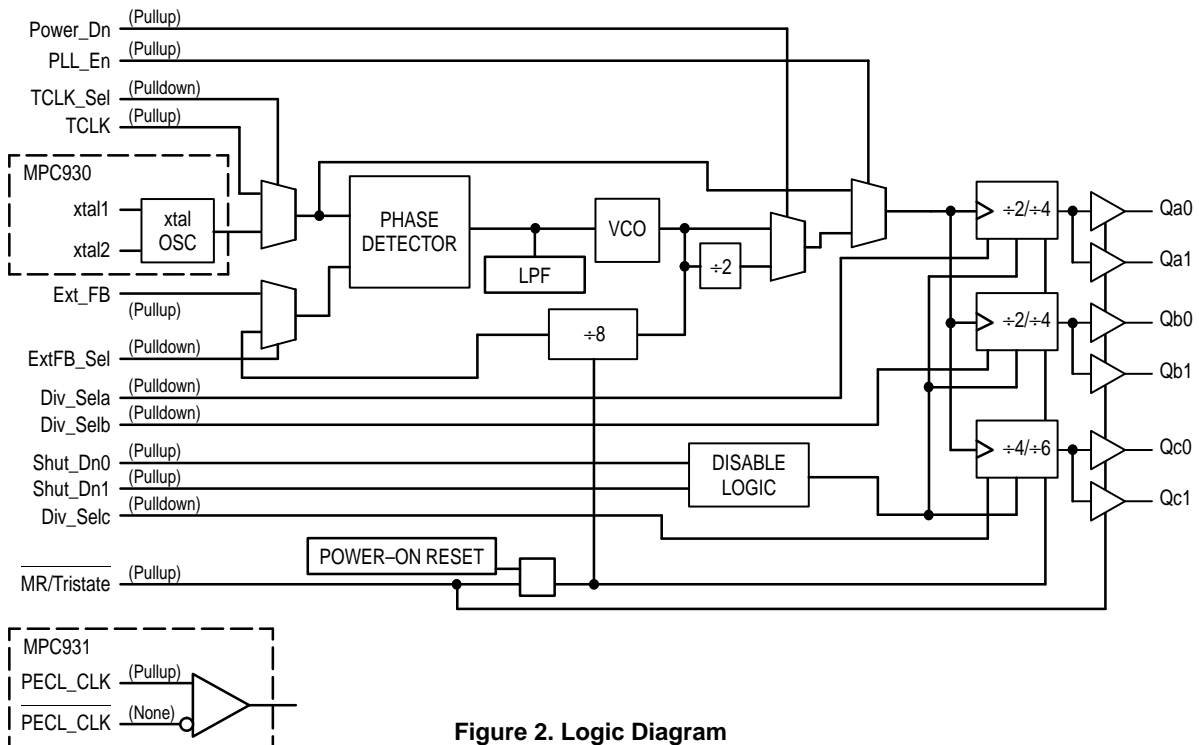 Power_Dn (Pullup)
PLL_En (Pullup)
TCLK_Sel (Pulldown)
TCLK (Pullup)
MPC930
xtal1
xtal2
xtal
OSC
PHASE
DETECTOR
LPF
VCO
÷2
÷8
÷2/÷4
÷2/÷4
÷4/÷6
Qa0
Qa1
Qb0
Qb1
Qc0
Qc1
Ext_FB
(Pullup)
ExtFB_Sel (Pulldown)
Div_Sela (Pulldown)
Div_Selb (Pulldown)
Shut_Dn0 (Pullup)
Shut_Dn1 (Pullup)
Div_Selc (Pulldown)
DISABLE
LOGIC
POWER–ON RESET
MR/Tristate (Pullup)
MPC931
PECL_CLK (Pullup)
PECL_CLK (None)
Figure 2. Logic Diagram